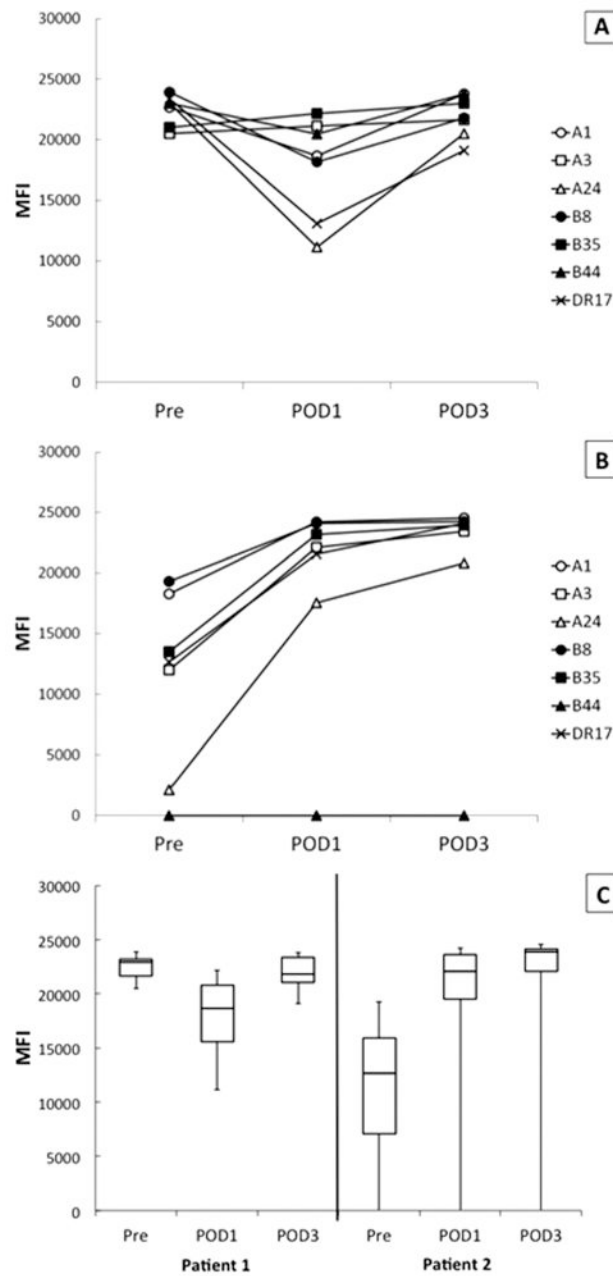 A
30000
25000
20000
15000
10000
5000
0
MFI
Pre POD1 POD3
A1
A3
A24
B8
B35
B44
DR17
B
30000
25000
20000
15000
10000
5000
0
MFI
Pre POD1 POD3
A1
A3
A24
B8
B35
B44
DR17
C
30000
25000
20000
15000
10000
5000
0
MFI
Pre POD1 POD3 Pre POD1 POD3
Patient 1 Patient 2